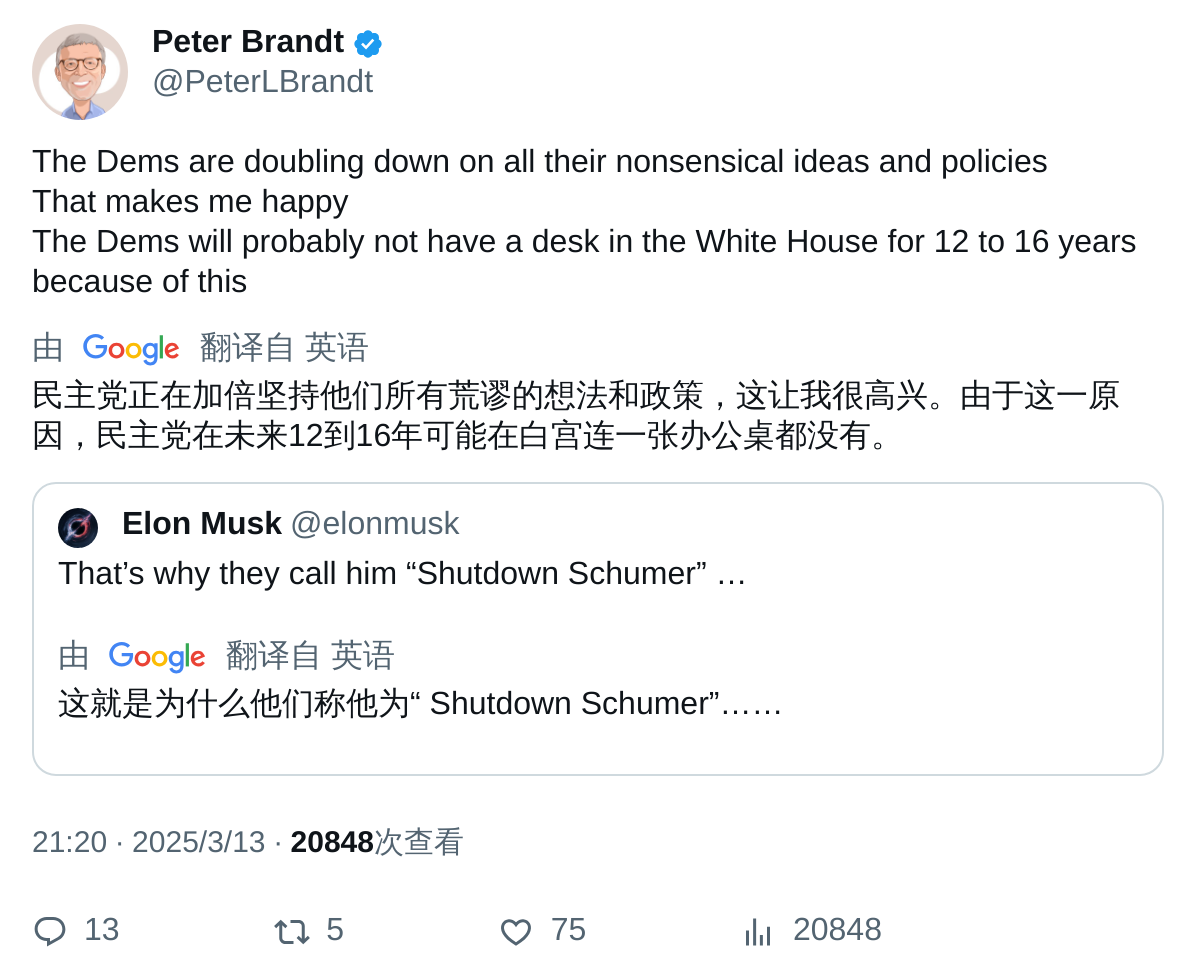 Peter Brandt
@PeterLBrandt
The Dems are doubling down on all their nonsensical ideas and policies
That makes me happy
The Dems will probably not have a desk in the White House for 12 to 16 years
because of this
由 Google 翻译自 英语
民主党正在加倍坚持他们所有荒谬的想法和政策，这让我很高兴。由于这一原
因，民主党在未来12到16年可能在白宫连一张办公桌都没有。
Elon Musk @elonmusk
That’s why they call him “Shutdown Schumer” …
由 Google 翻译自 英语
这就是为什么他们称他为“ Shutdown Schumer”……
21:20 · 2025/3/13 · 20848次查看
13 5 75 20848